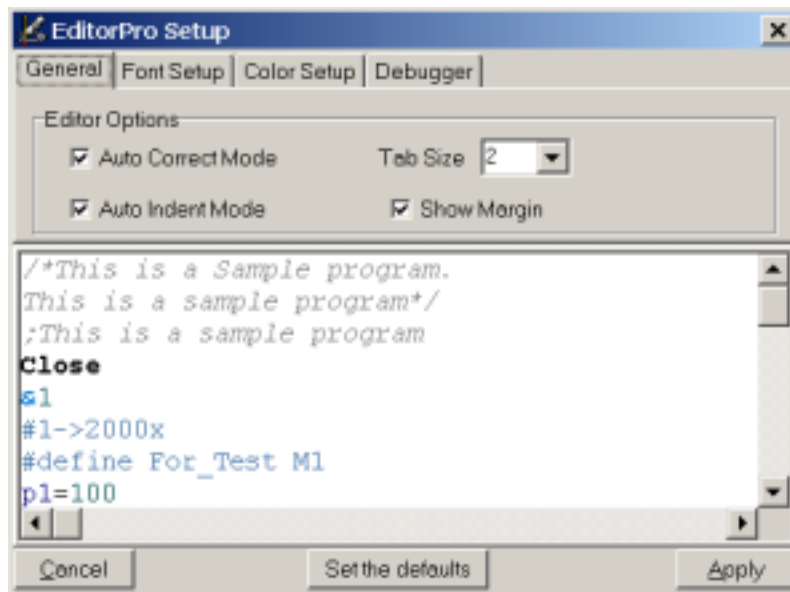 EditorPro Setup
General Font Setup Color Setup Debugger
Editor Options
Auto Correct Mode Tab Size 2
Auto Indent Mode Show Margin
/*This is a Sample program.
This is a sample program*/
;This is a sample program
Close
&1
#1->2000x
#define For_Test M1
p1=100
Cancel Set the defaults Apply